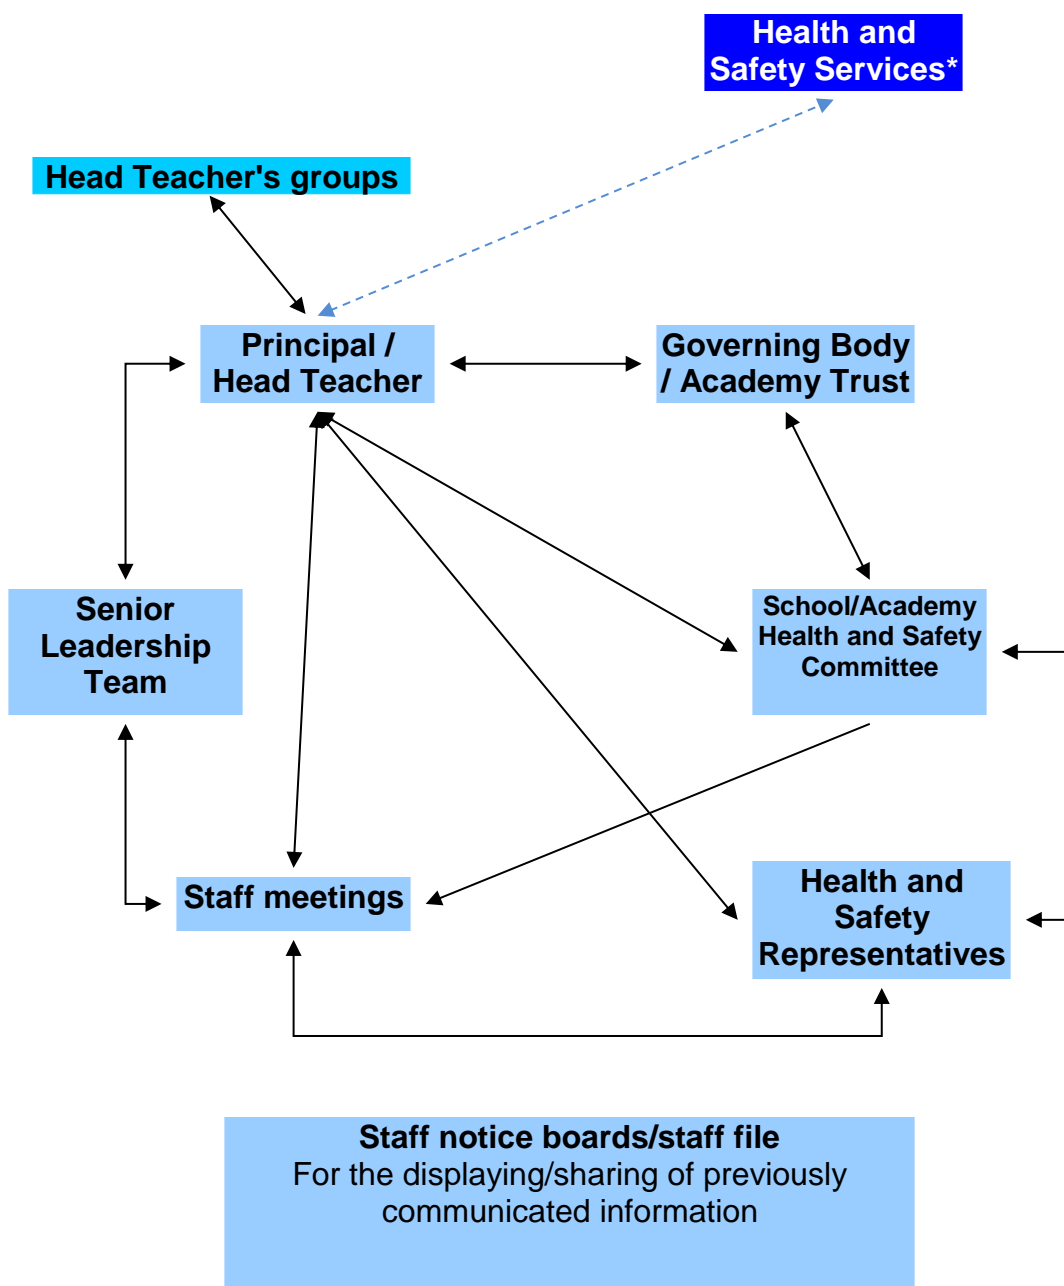 Health and
Safety Services*
Head Teacher's groups
Principal /
Head Teacher
Governing Body
/ Academy Trust
Senior
Leadership
Team
School/Academy
Health and Safety
Committee
Staff meetings
Health and
Safety
Representatives
Staff notice boards/staff file
For the displaying/sharing of previously
communicated information